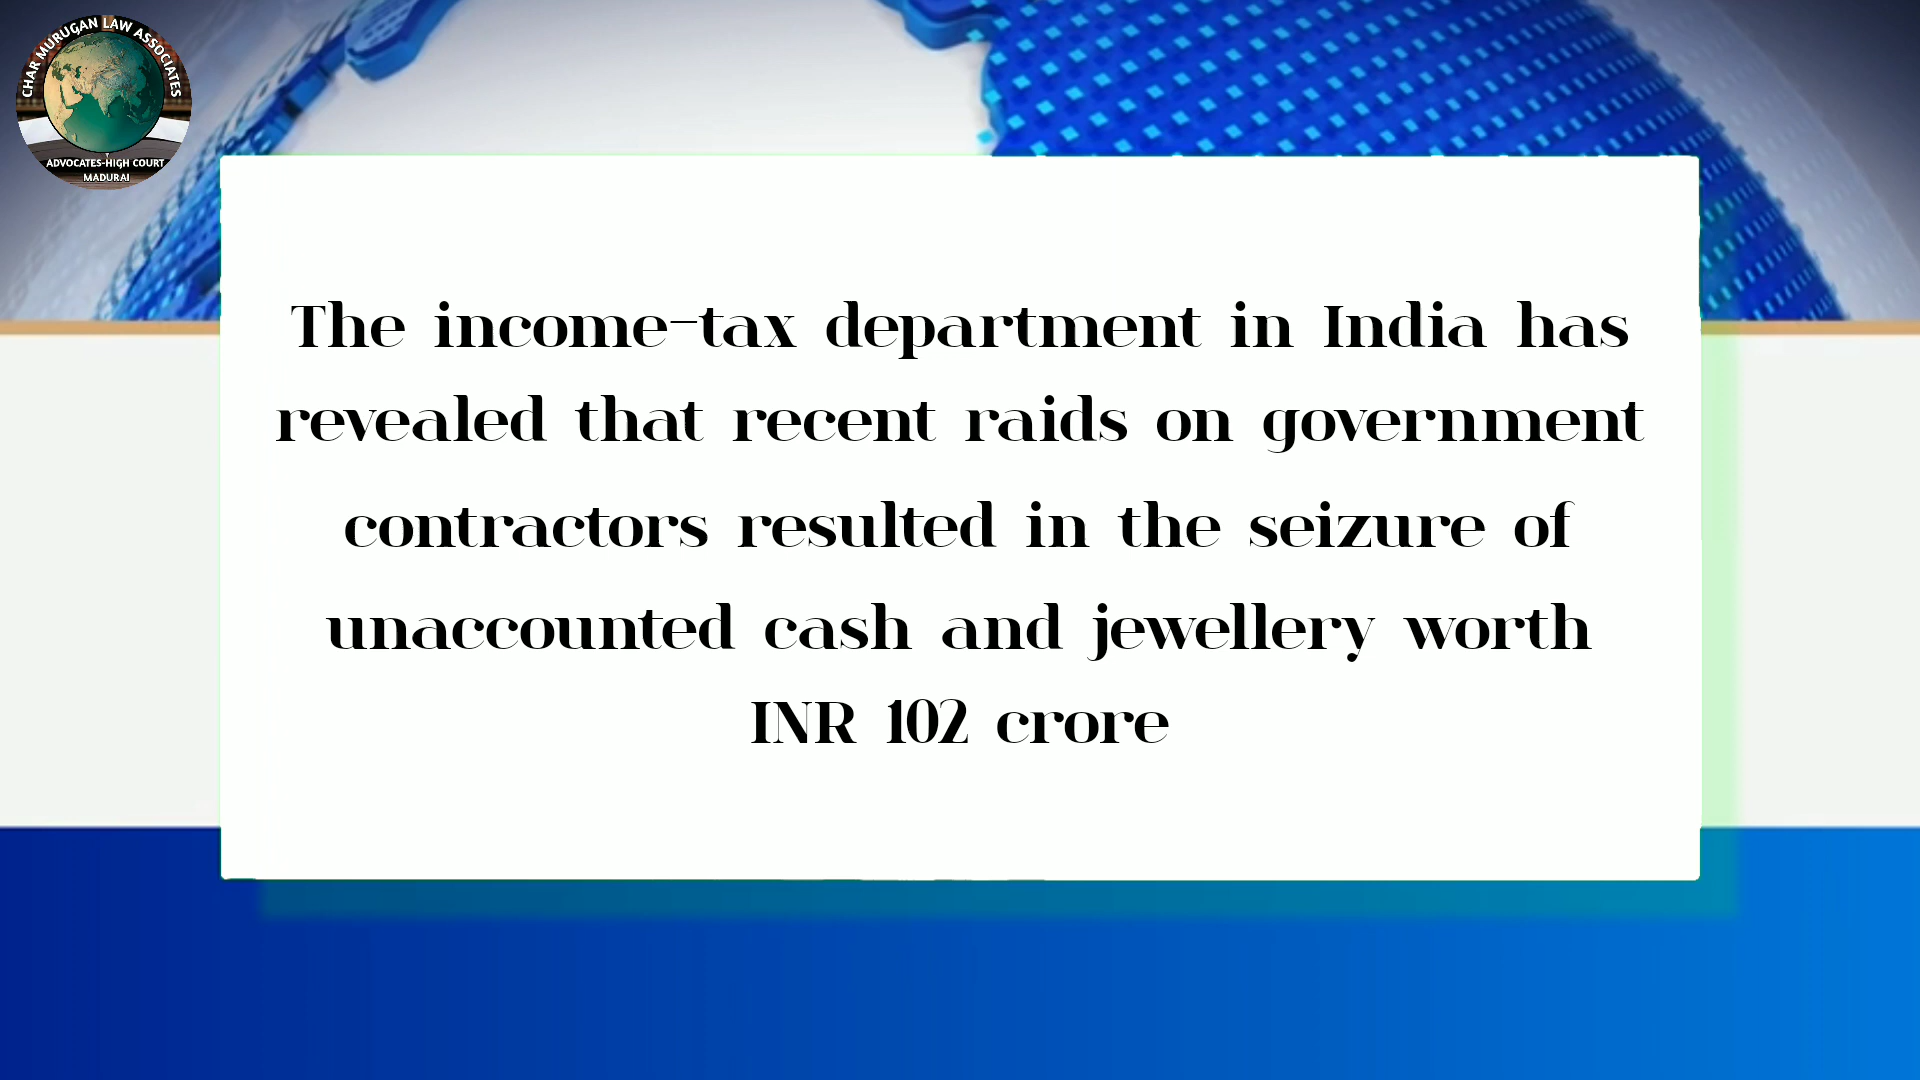 CHAR MURUGAN LAW ASSOCIATES
ADVOCATES-HIGH COURT
MADURAI
The income-tax department in India has
revealed that recent raids on government
contractors resulted in the seizure of
unaccounted cash and jewellery worth
INR 102 crore